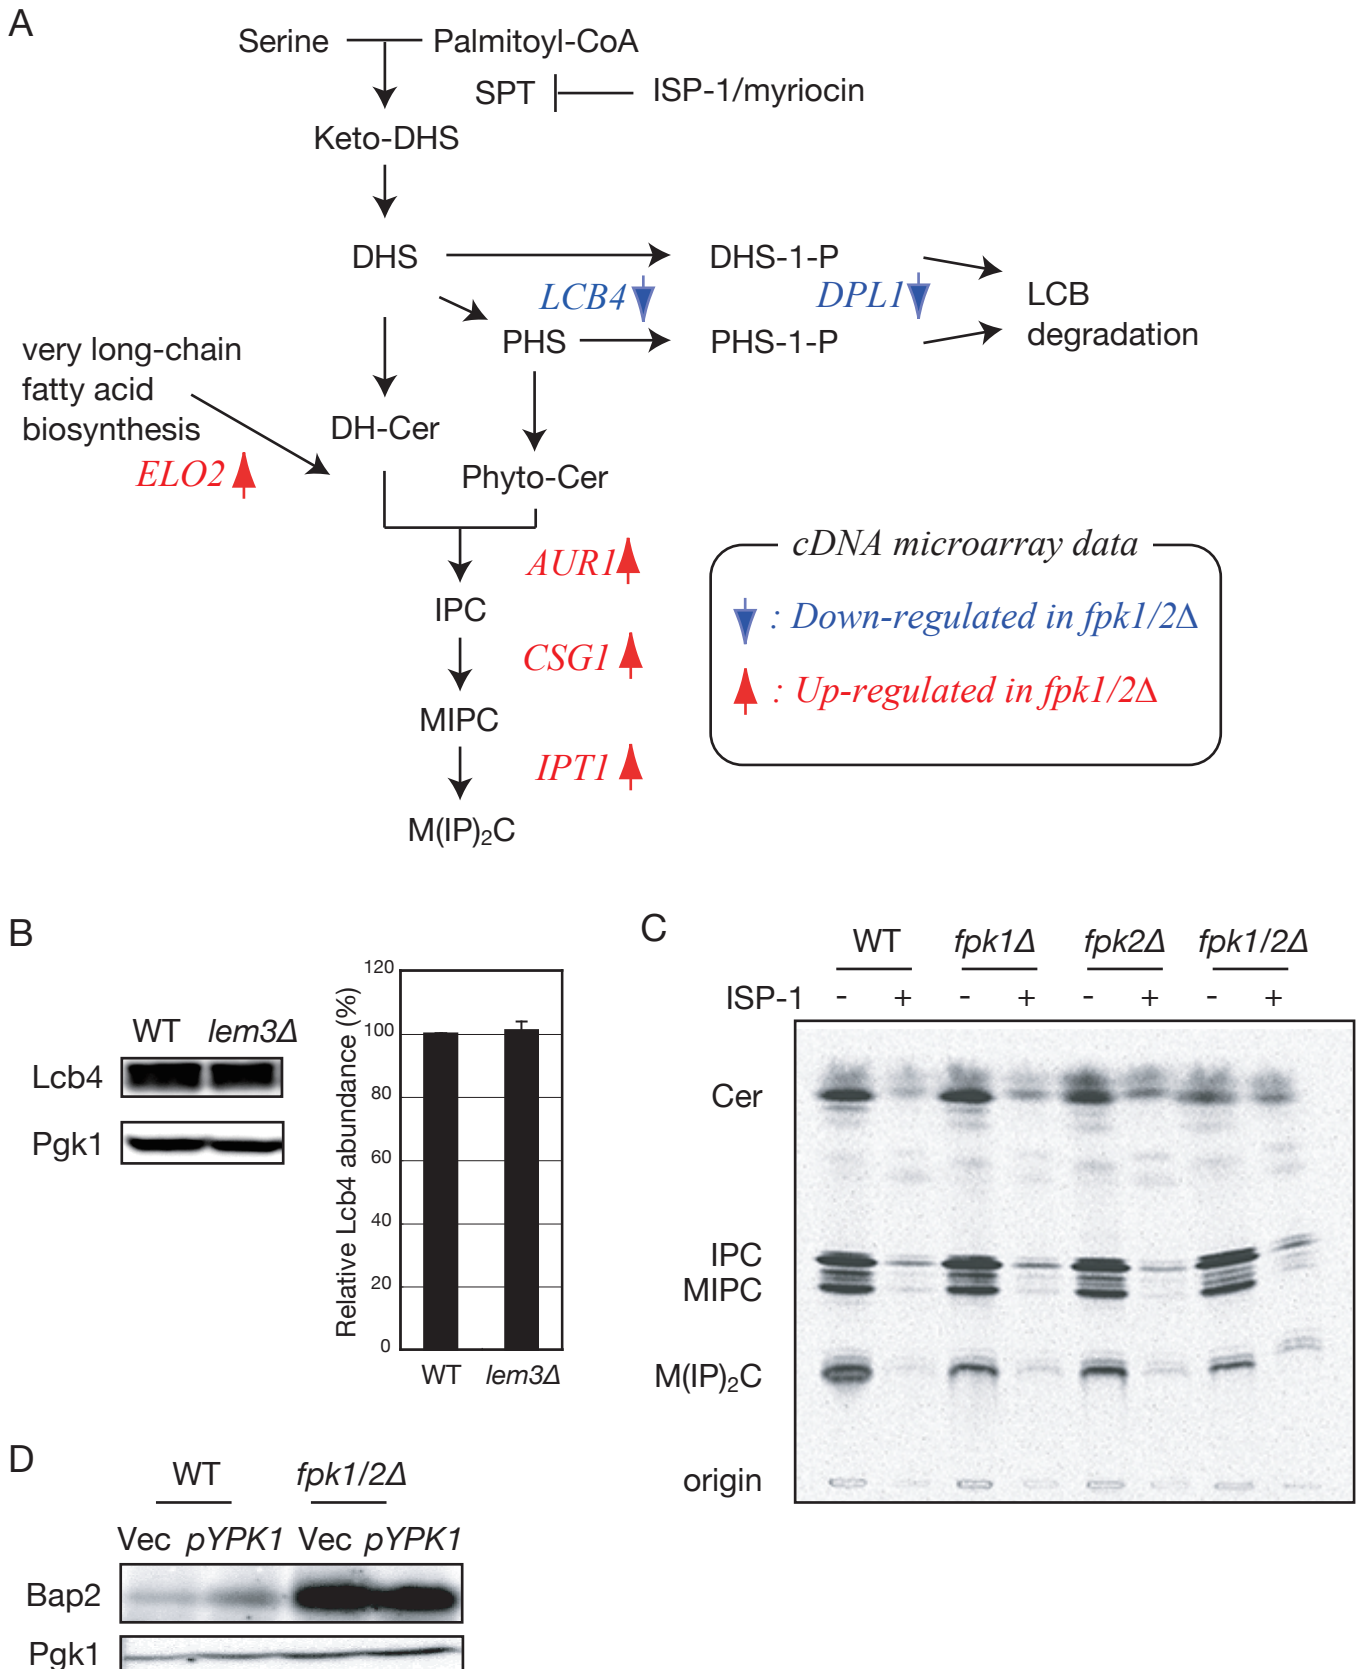 A
Serine
Palmitoyl-CoA
SPT
ISP-1/myriocin
Keto-DHS
DHS
DHS-1-P
LCB4
DPL1
LCB
degradation
PHS
PHS-1-P
very long-chain
fatty acid
biosynthesis
ELO2
DH-Cer
Phyto-Cer
AUR1
IPC
CSG1
MIPC
IPT1
M(IP)₂C
cDNA microarray data
: Down-regulated in fpk1/2Δ
: Up-regulated in fpk1/2Δ
B
WT lem3Δ
Lcb4
Pgk1
Relative Lcb4 abundance (%)
120
100
80
60
40
20
0
WT lem3Δ
C
WT fpk1Δ fpk2Δ fpk1/2Δ
ISP-1 - + - + - + - +
Cer
IPC
MIPC
M(IP)₂C
origin
D
WT fpk1/2Δ
Vec pYPK1 Vec pYPK1
Bap2
Pgk1